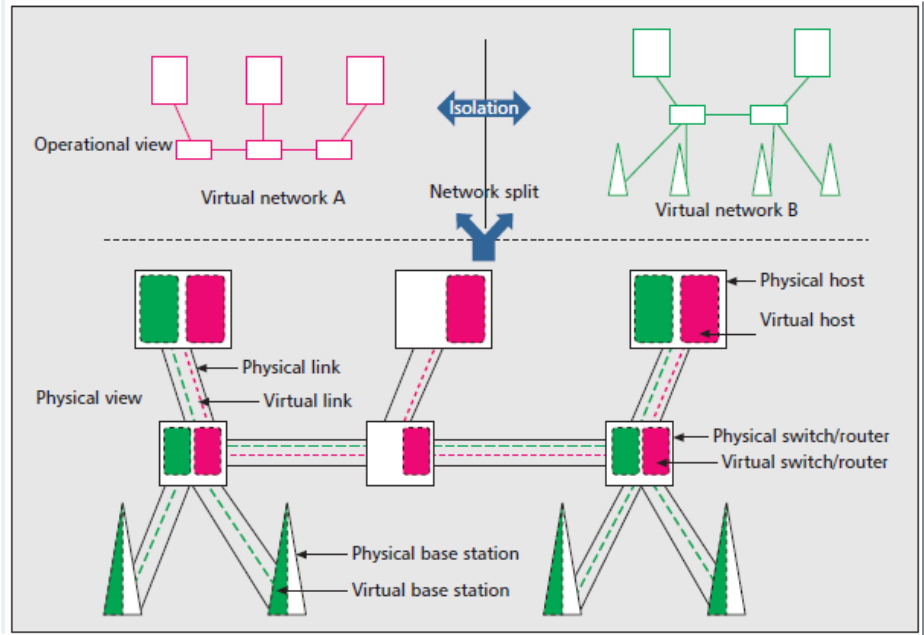 Isolation
Operational view
Virtual network A
Network split
Virtual network B
Physical host
Virtual host
Physical link
Virtual link
Physical view
Physical switch/router
Virtual switch/router
Physical base station
Virtual base station